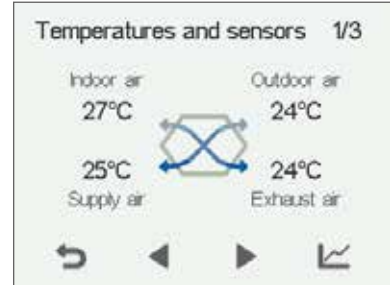 Temperatures and sensors 1/3
Indoor air Outdoor air
27°C 24°C
25°C 24°C
Supply air Exhaust air